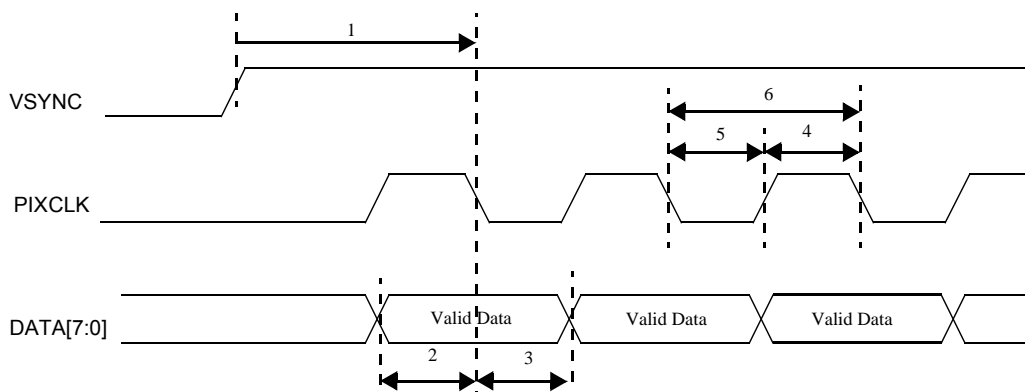 1
VSYNC
6
5 4
PIXCLK
DATA[7:0] Valid Data Valid Data Valid Data
2 3